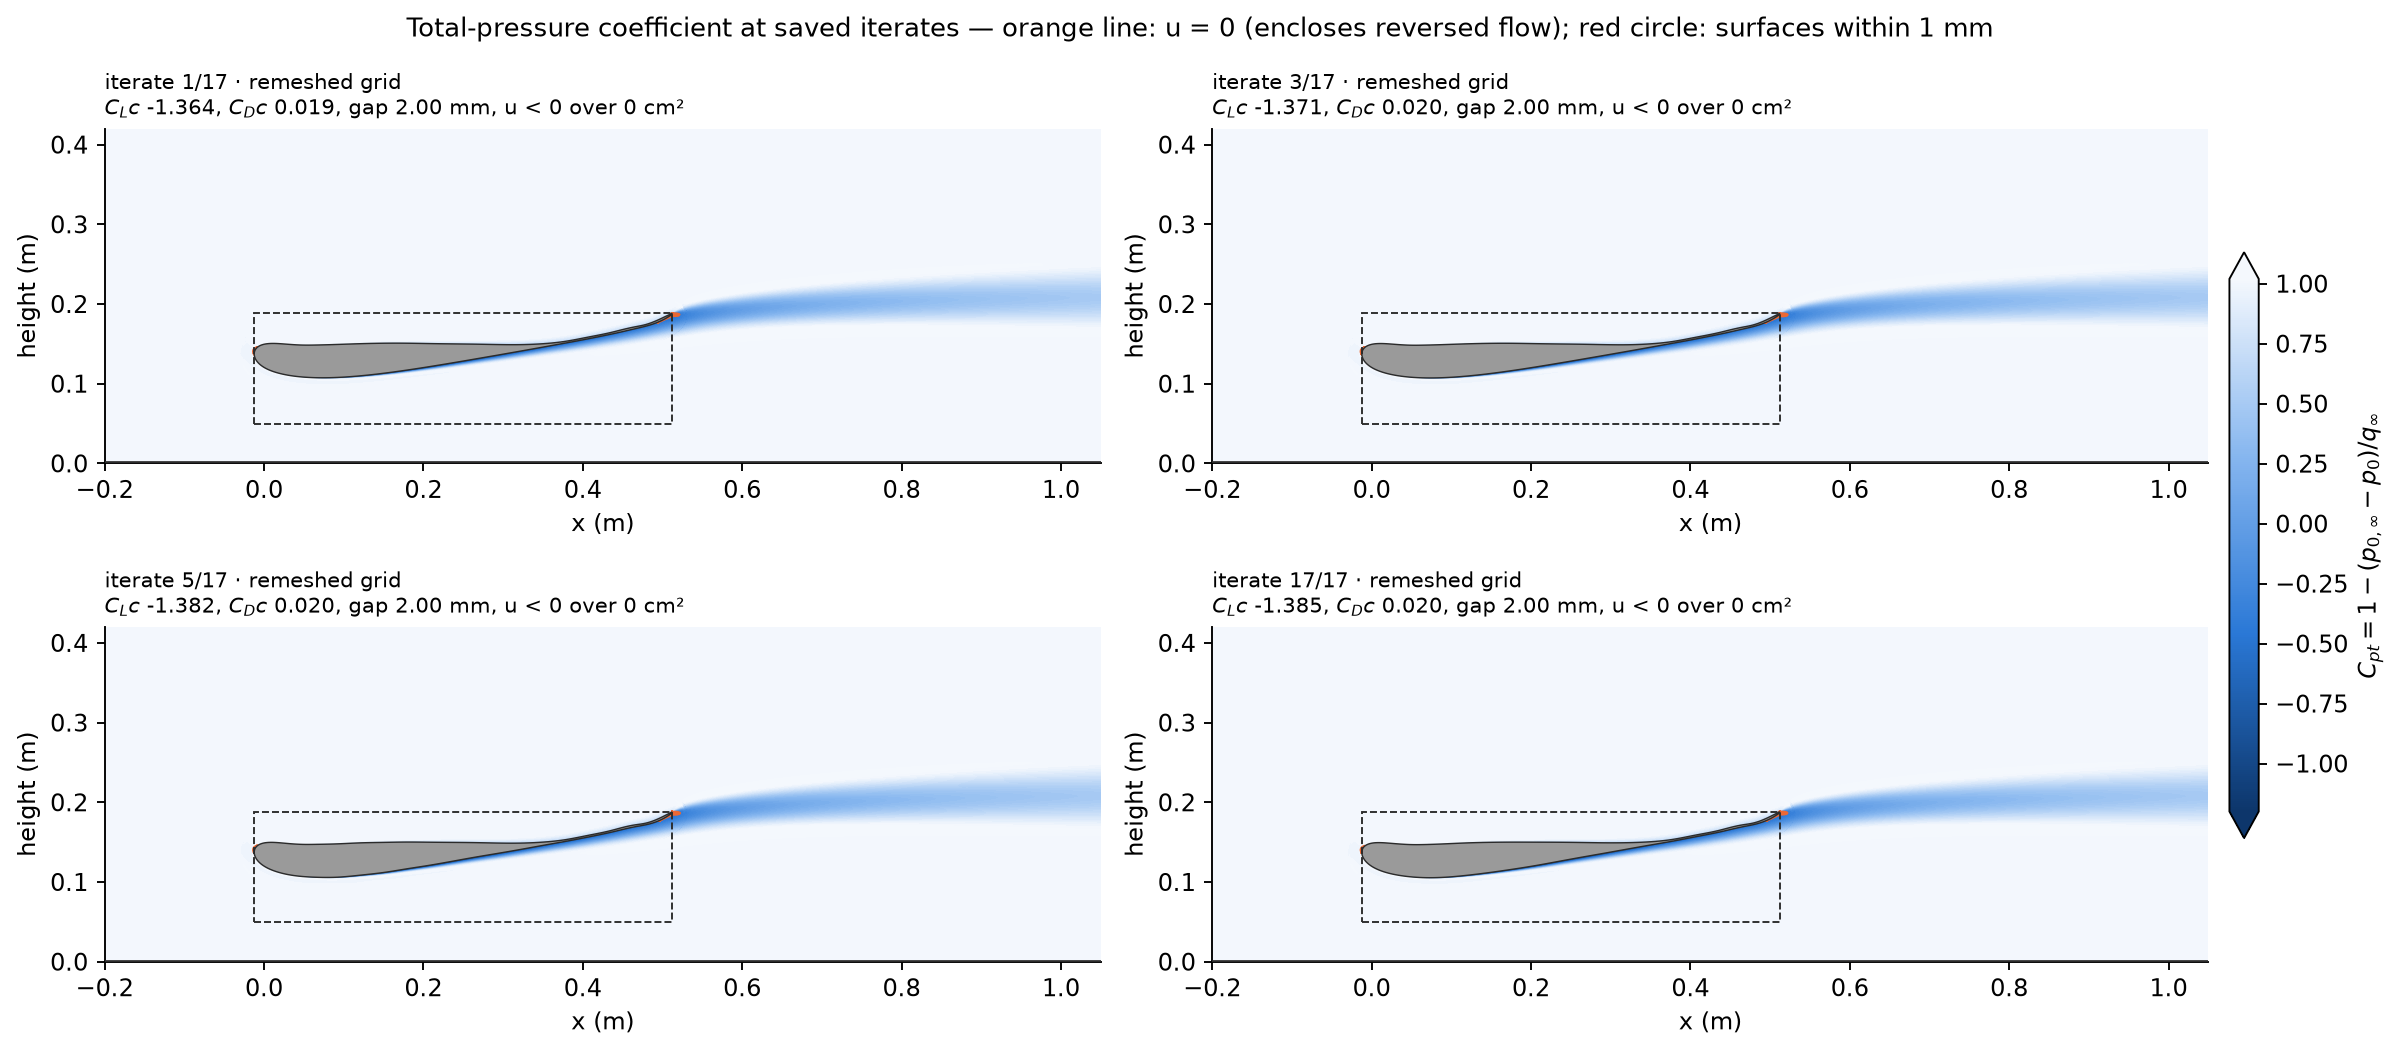 Total-pressure coefficient at saved iterates — orange line: u = 0 (encloses reversed flow); red circle: surfaces within 1 mm
iterate 1/17 · remeshed grid
C_Lc -1.364, C_Dc 0.019, gap 2.00 mm, u < 0 over 0 cm²
0.4
0.3
0.2
0.1
0.0
height (m)
−0.2 0.0 0.2 0.4 0.6 0.8 1.0
x (m)
iterate 3/17 · remeshed grid
C_Lc -1.371, C_Dc 0.020, gap 2.00 mm, u < 0 over 0 cm²
0.4
0.3
0.2
0.1
0.0
height (m)
−0.2 0.0 0.2 0.4 0.6 0.8 1.0
x (m)
iterate 5/17 · remeshed grid
C_Lc -1.382, C_Dc 0.020, gap 2.00 mm, u < 0 over 0 cm²
0.4
0.3
0.2
0.1
0.0
height (m)
−0.2 0.0 0.2 0.4 0.6 0.8 1.0
x (m)
iterate 17/17 · remeshed grid
C_Lc -1.385, C_Dc 0.020, gap 2.00 mm, u < 0 over 0 cm²
0.4
0.3
0.2
0.1
0.0
height (m)
−0.2 0.0 0.2 0.4 0.6 0.8 1.0
x (m)
1.00
0.75
0.50
0.25
0.00
−0.25
−0.50
−0.75
−1.00
C_pt = 1 − (p_0,∞ − p_0)/q_∞